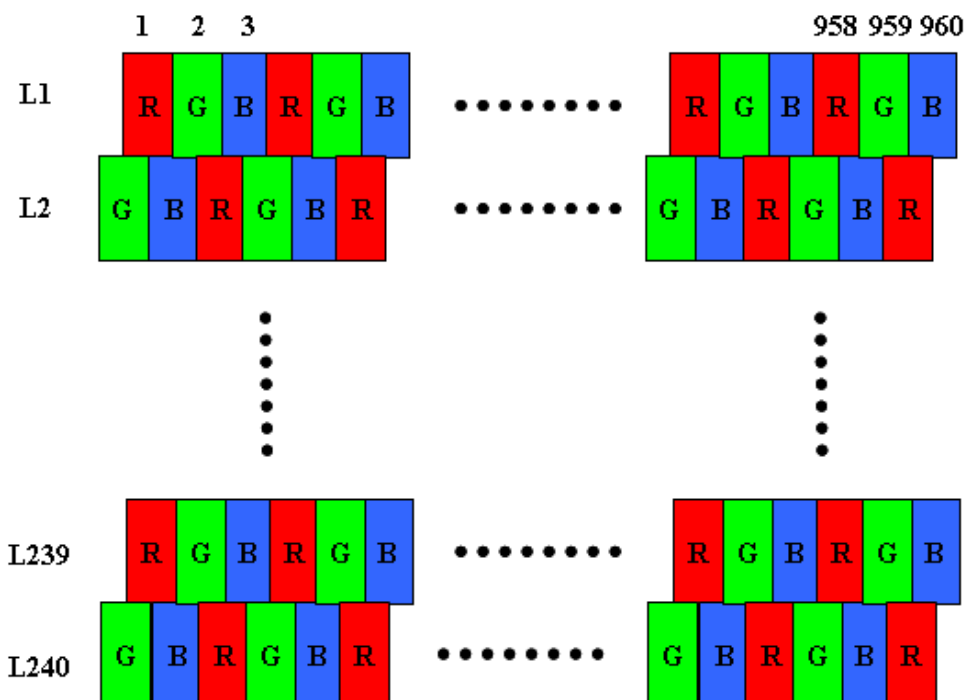 1 2 3 958 959 960
L1 R G B R G B R G B R G B
L2 G B R G B R G B R G B R
L239 R G B R G B R G B R G B
L240 G B R G B R G B R G B R